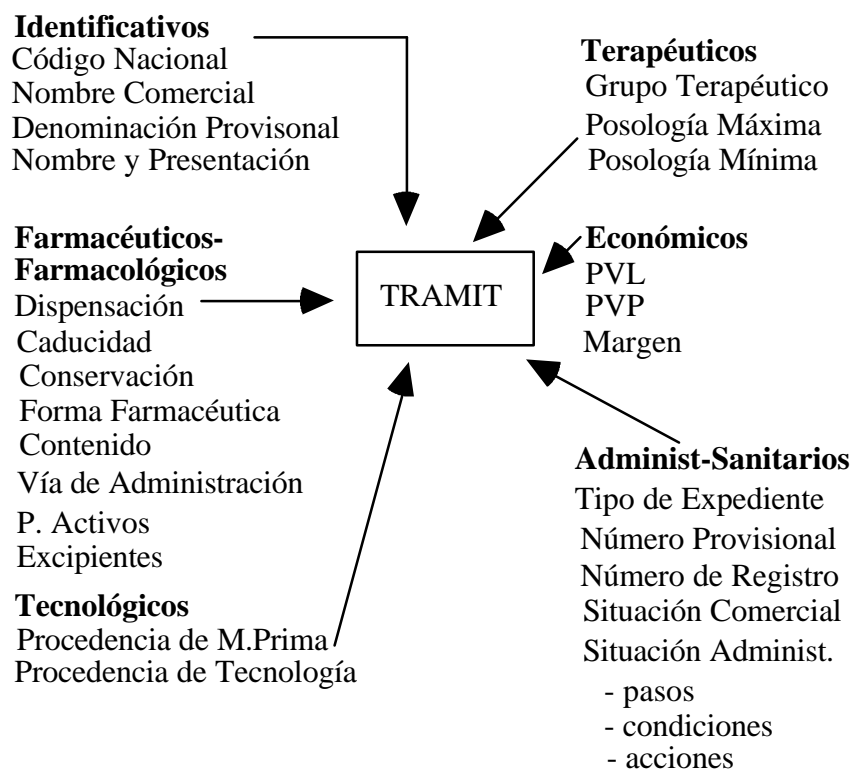 Identificativos
Código Nacional
Nombre Comercial
Denominación Provisonal
Nombre y Presentación
Terapéuticos
Grupo Terapéutico
Posología Máxima
Posología Mínima
Farmacéuticos-
Farmacológicos
Dispensación
Caducidad
Conservación
Forma Farmacéutica
Contenido
Vía de Administración
P. Activos
Excipientes
TRAMIT
Económicos
PVL
PVP
Margen
Tecnológicos
Procedencia de M.Prima
Procedencia de Tecnología
Administ-Sanitarios
Tipo de Expediente
Número Provisional
Número de Registro
Situación Comercial
Situación Administ.
- pasos
- condiciones
- acciones